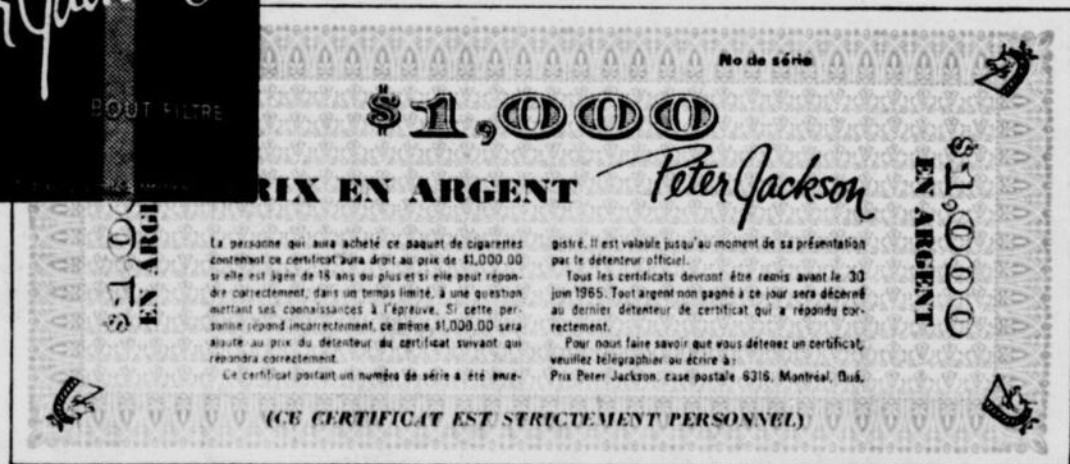 BOUT FILTRE
No de série
$1,000
RIX EN ARGENT
Peter Jackson
EN ARGENT
$1,000
EN ARGE
La personne qui aura acheté ce paquet de cigarettes
contenant ce certificat aura droit au prix de $1,000.00
si elle est âgée de 18 ans ou plus et si elle peut répon-
dre correctement, dans un temps limité, à une question
mettant ses connaissances à l'épreuve. Si cette per-
sonne répond incorrectement, ce même $1,000.00 sera
ajouté au prix du détenteur du certificat suivant qui
répondra correctement.
Ce certificat portant un numéro de série a été enre-
gistré. Il est valable jusqu'au moment de sa présentation
par le détenteur officiel.
Tous les certificats devront être remis avant le 30
juin 1965. Tout argent non gagné à ce jour sera décerné
au dernier détenteur de certificat qui a répondu cor-
rectement.
Pour nous faire savoir que vous détenez un certificat,
veuillez télégraphier ou écrire à:
Prix Peter Jackson, case postale 6316, Montréal, Qué.
(CE CERTIFICAT EST STRICTEMENT PERSONNEL)